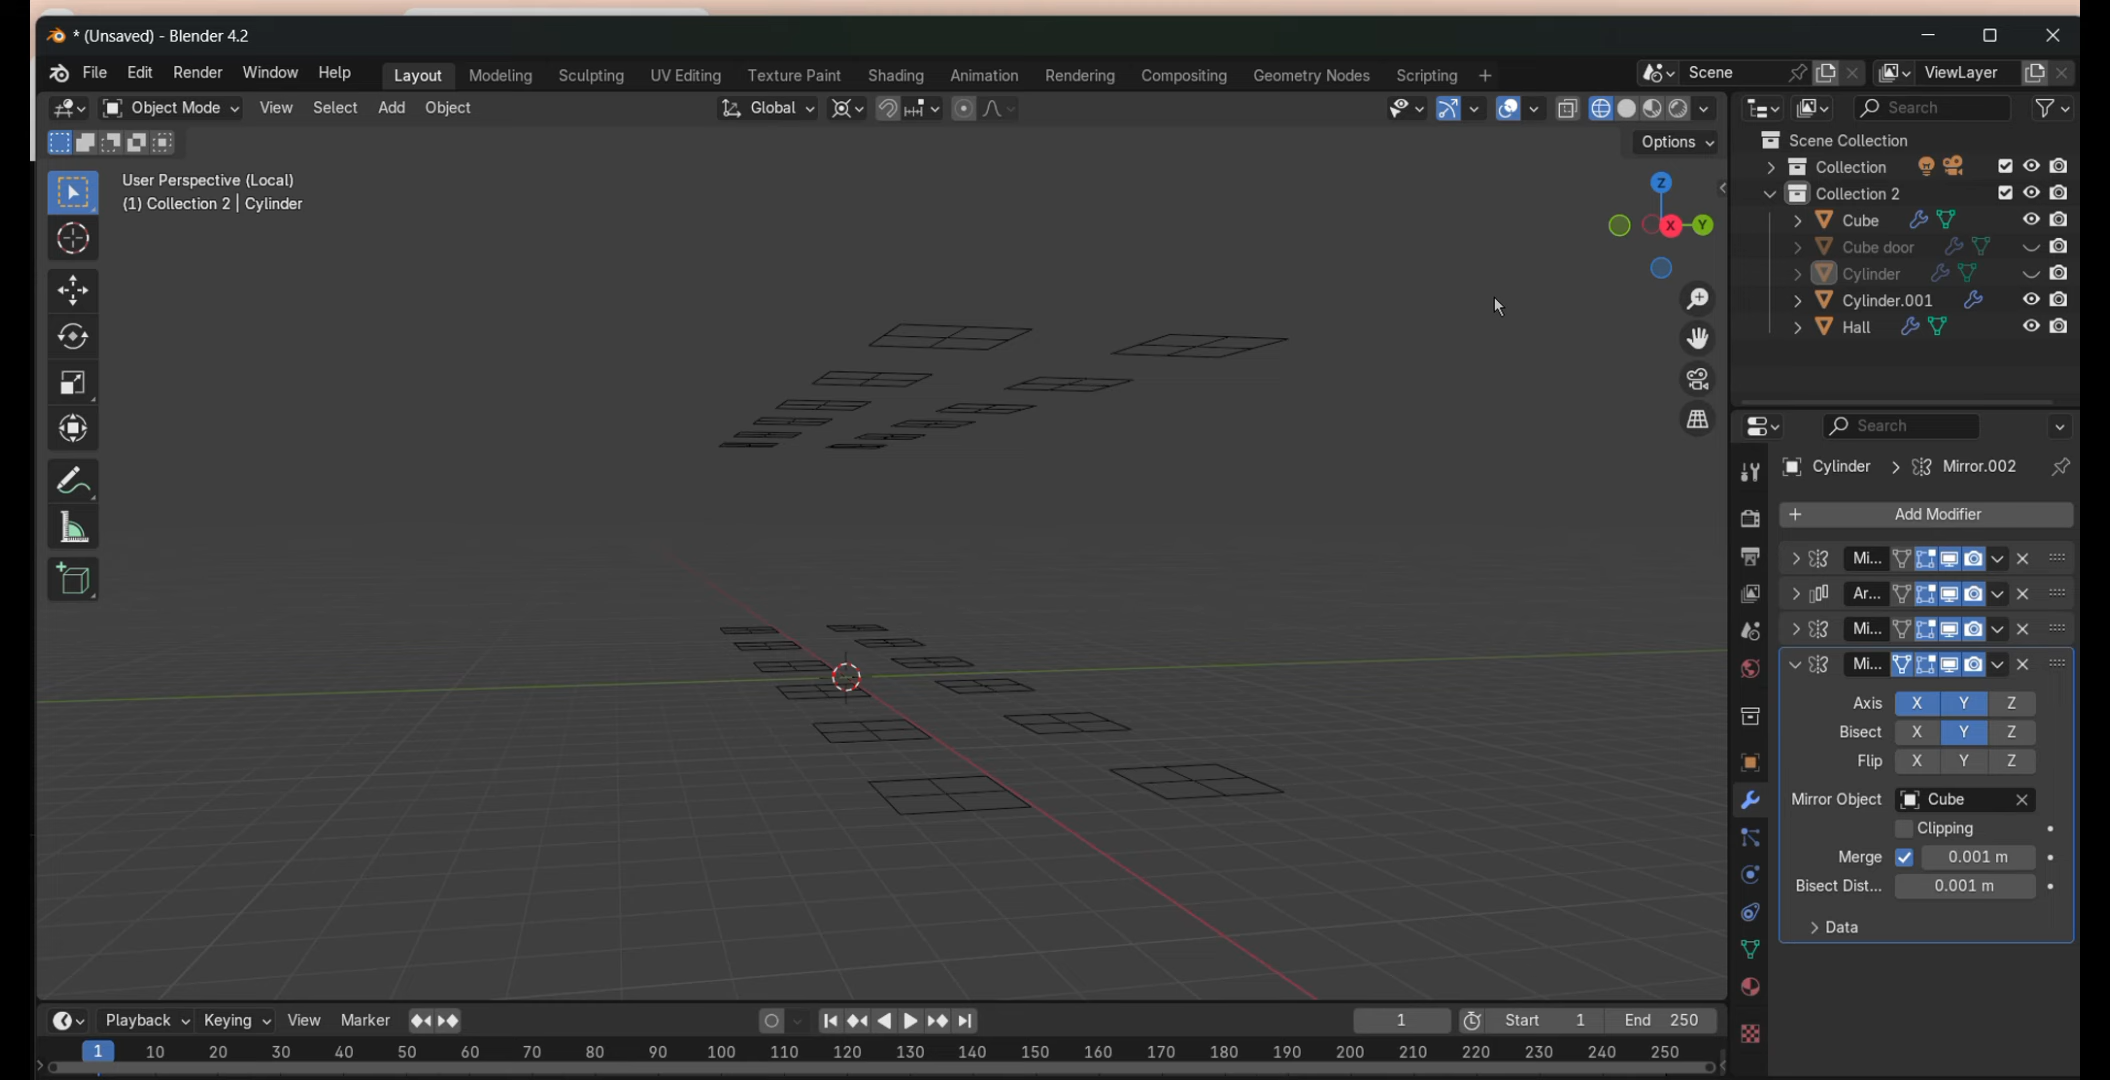 * (Unsaved) - Blender 4.2
File Edit Render Window Help Layout Modeling Sculpting UV Editing Texture Paint Shading Animation Rendering Compositing Geometry Nodes Scripting + Scene ViewLayer
Object Mode View Select Add Object Global Search
Options
User Perspective (Local)
(1) Collection 2 | Cylinder
Z
X Y
Scene Collection
Collection
Collection 2
Cube
Cube door
Cylinder
Cylinder.001
Hall
Search
Cylinder > Mirror.002
+ Add Modifier
Mi...
Ar...
Mi...
Mi...
Axis X Y Z
Bisect X Y Z
Flip X Y Z
Mirror Object Cube
Clipping
Merge 0.001 m
Bisect Dist... 0.001 m
> Data
Playback Keying View Marker 1 Start 1 End 250
1 10 20 30 40 50 60 70 80 90 100 110 120 130 140 150 160 170 180 190 200 210 220 230 240 250